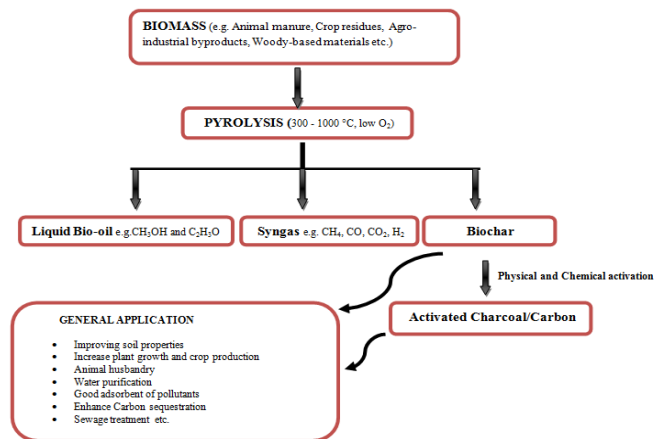 BIOMASS (e.g. Animal manure, Crop residues, Agro-
industrial byproducts, Woody-based materials etc.)
PYROLYSIS (300 - 1000 °C, low O₂)
Liquid Bio-oil e.g.CH₃OH and C₂H₃O
Syngas e.g. CH₄, CO, CO₂, H₂
Biochar
Physical and Chemical activation
Activated Charcoal/Carbon
GENERAL APPLICATION
• Improving soil properties
• Increase plant growth and crop production
• Animal husbandry
• Water purification
• Good adsorbent of pollutants
• Enhance Carbon sequestration
• Sewage treatment etc.